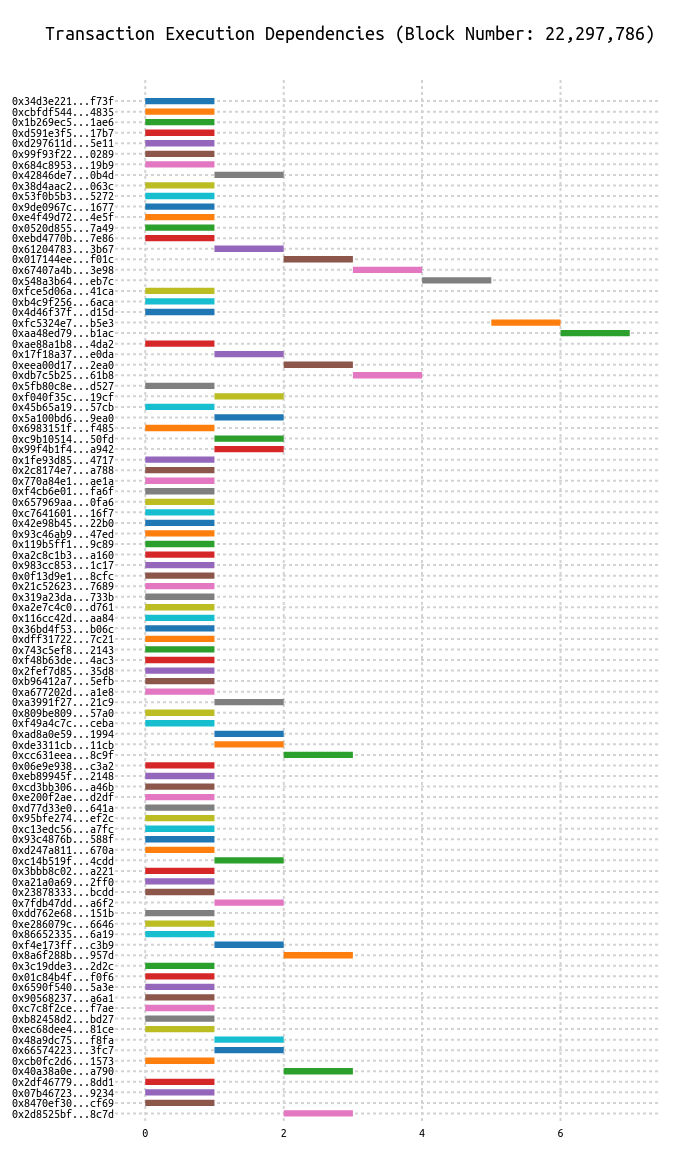 Transaction Execution Dependencies (Block Number: 22,297,786)
0x34d3e221...f73f
0xcbfdf544...4835
0x1b269ec5...1ae6
0xd591e3f5...17b7
0xd297611d...5e11
0x99f93f22...0289
0x684c8953...19b9
0x42846de7...0b4d
0x38d4aac2...063c
0x53f0b5b3...5272
0x9de0967c...1677
0xe4f49d72...4e5f
0x0520d855...7a49
0xebd4770b...7e86
0x61204783...3b67
0x017144ee...f01c
0x67407a4b...3e98
0x548a3b64...eb7c
0xfce5d06a...41ca
0xb4c9f256...6aca
0x4d46f37f...d15d
0xfc5324e7...b5e3
0xaa48ed79...b1ac
0xae88a1b8...4da2
0x17f18a37...e0da
0xeea00d17...2ea0
0xdb7c5b25...61b8
0x5fb80c8e...d527
0xf040f35c...19cf
0x45b65a19...57cb
0x5a100bd6...9ea0
0x6983151f...f485
0xc9b10514...50fd
0x99f4b1f4...a942
0x1fe93d85...4717
0x2c8174e7...a788
0x770a84e1...ae1a
0xf4cb6e01...fa6f
0x657969aa...0fa6
0xc7641601...16f7
0x42e98b45...22b0
0x93c46ab9...47ed
0x119b5ff1...9c89
0xa2c8c1b3...a160
0x983cc853...1c17
0x0f13d9e1...8cfc
0x21c52623...7689
0x319a23da...733b
0xa2e7c4c0...d761
0x116cc42d...aa84
0x36bd4f53...b06c
0xdff31722...7c21
0x743c5ef8...2143
0xf48b63de...4ac3
0x2fef7d85...35d8
0xb96412a7...5efb
0xa677202d...a1e8
0xa3991f27...21c9
0x809be809...57a0
0xf49a4c7c...ceba
0xad8a0e59...1994
0xde3311cb...11cb
0xcc631eea...8c9f
0x06e9e938...c3a2
0xeb89945f...2148
0xcd3bb306...a46b
0xe200f2ae...d2df
0xd77d33e0...641a
0x95bfe274...ef2c
0xc13edc56...a7fc
0x93c4876b...588f
0xd247a811...670a
0xc14b519f...4cdd
0x3bbb8c02...a221
0xa21a0a69...2ff0
0x23878333...bcdd
0x7fdb47dd...a6f2
0xdd762e68...151b
0xe286079c...6646
0x86652335...6a19
0xf4e173ff...c3b9
0x8a6f288b...957d
0x3c19dde3...2d2c
0x01c84b4f...f0f6
0x6590f540...5a3e
0x90568237...a6a1
0xc7c8f2ce...f7ae
0xb82458d2...bd27
0xec68dee4...81ce
0x48a9dc75...f8fa
0x66574223...3fc7
0xcb0fc2d6...1573
0x40a38a0e...a790
0x2df46779...8dd1
0x07b46723...9234
0x8470ef30...cf69
0x2d8525bf...8c7d
0 2 4 6